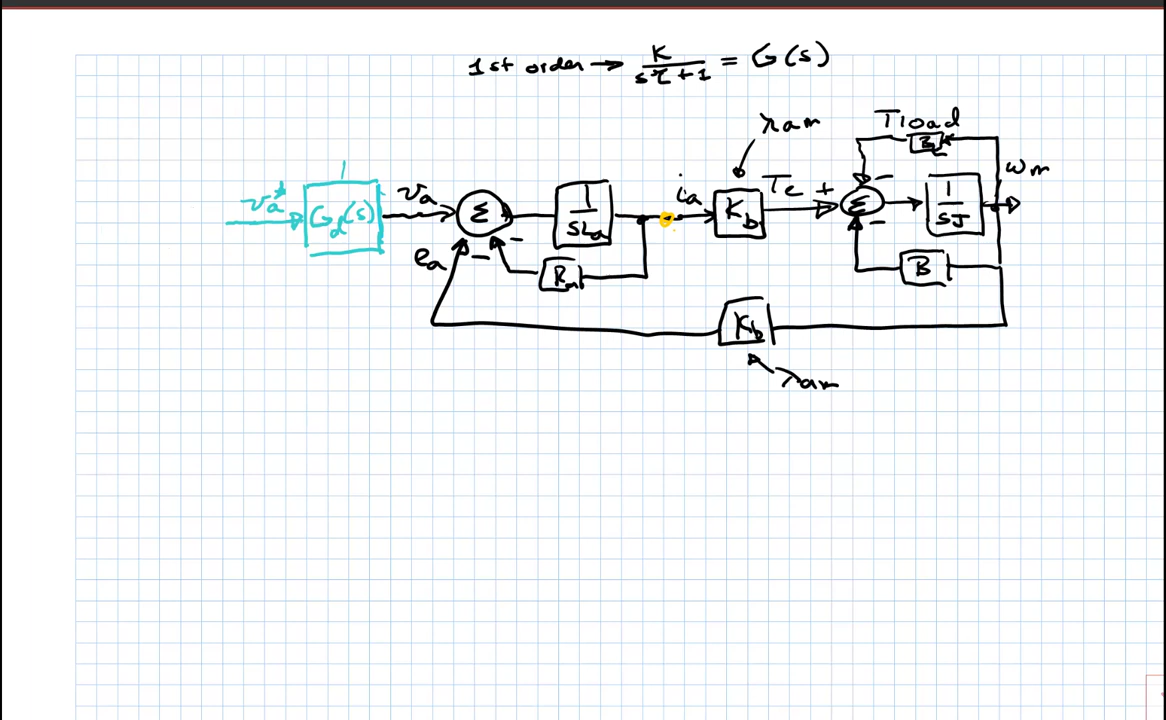 1st order → K / sτ+1 = G(s)
λam
Tload
va*
Gd(s)
va
Σ
1 / sLa
ia
Kb
Te
+
Σ
−
1 / sJ
ωm
ea
−
−
Ra
−
B
Kb
λam